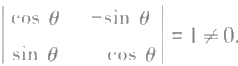 | cos θ  -sin θ |
| sin θ  cos θ | = 1 ≠ 0.